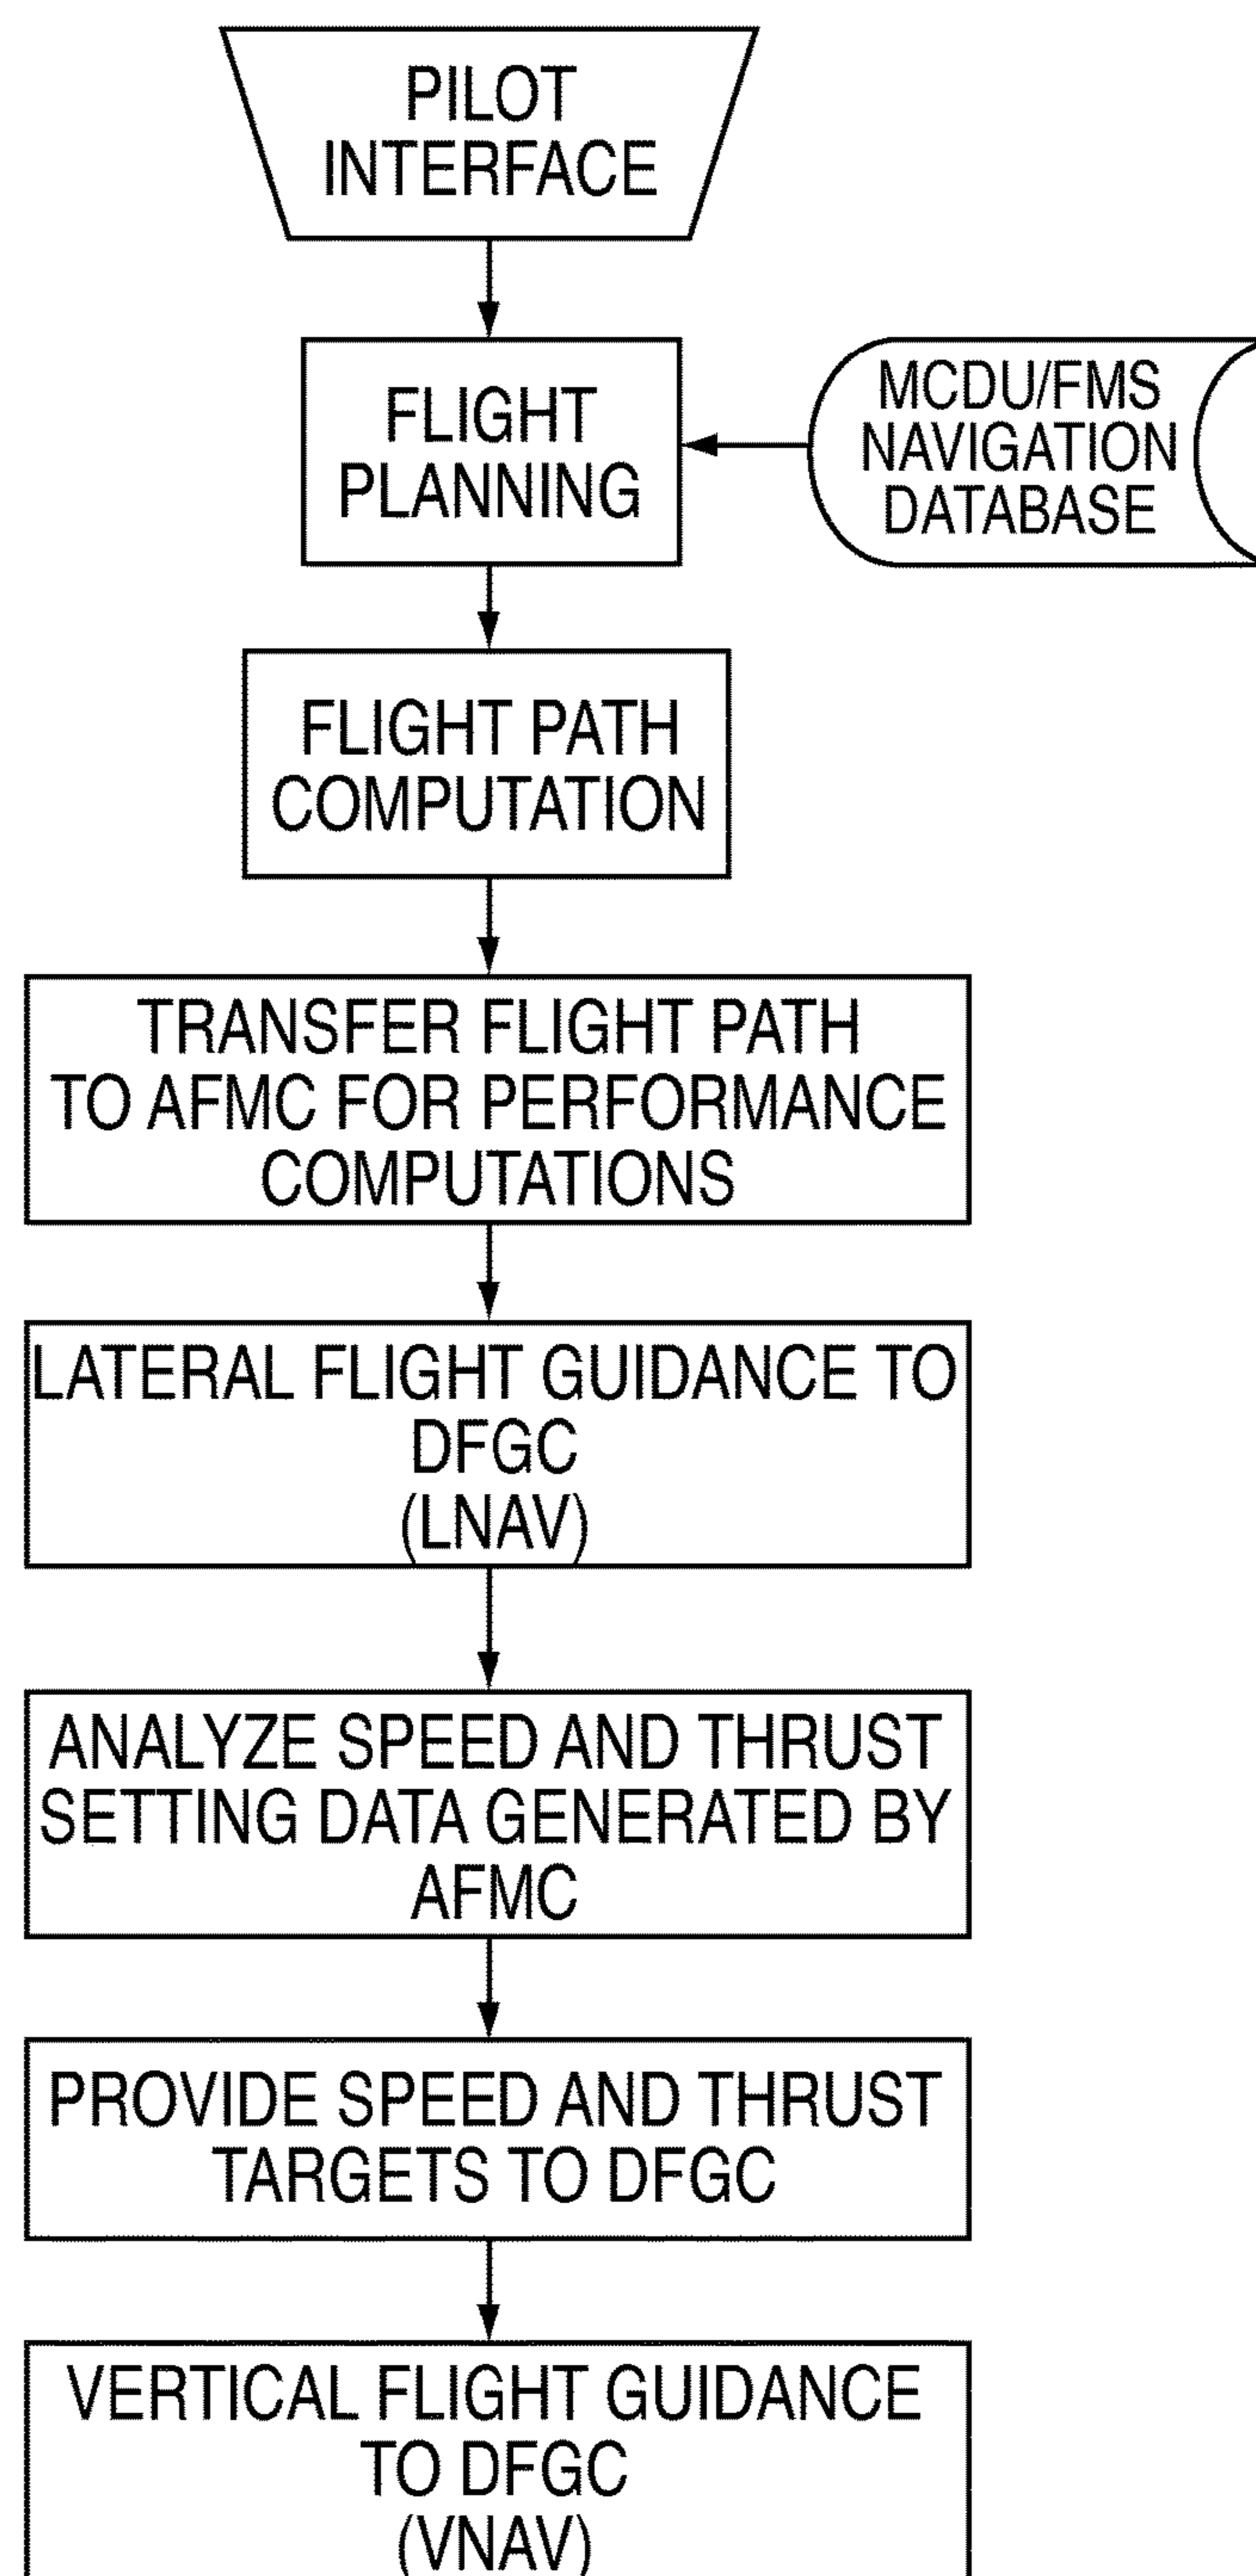 PILOT
INTERFACE
FLIGHT
PLANNING
MCDU/FMS
NAVIGATION
DATABASE
FLIGHT PATH
COMPUTATION
TRANSFER FLIGHT PATH
TO AFMC FOR PERFORMANCE
COMPUTATIONS
LATERAL FLIGHT GUIDANCE TO
DFGC
(LNAV)
ANALYZE SPEED AND THRUST
SETTING DATA GENERATED BY
AFMC
PROVIDE SPEED AND THRUST
TARGETS TO DFGC
VERTICAL FLIGHT GUIDANCE
TO DFGC
(VNAV)